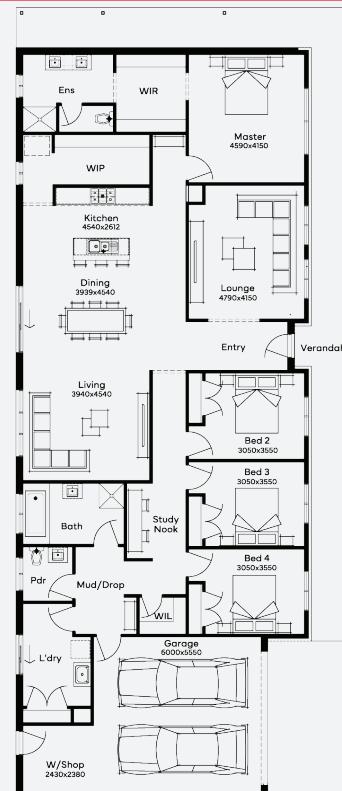 Ens
WIR
Master
4590x4150
WIP
Kitchen
4540x2612
Lounge
4790x4150
Dining
3939x4540
Entry
Verandah
Living
3940x4540
Bed 2
3050x3550
Bed 3
3050x3550
Bath
Study
Nook
Bed 4
3050x3550
Pdr
Mud/Drop
WIL
Garage
6000x5550
L'dry
W/Shop
2430x2380